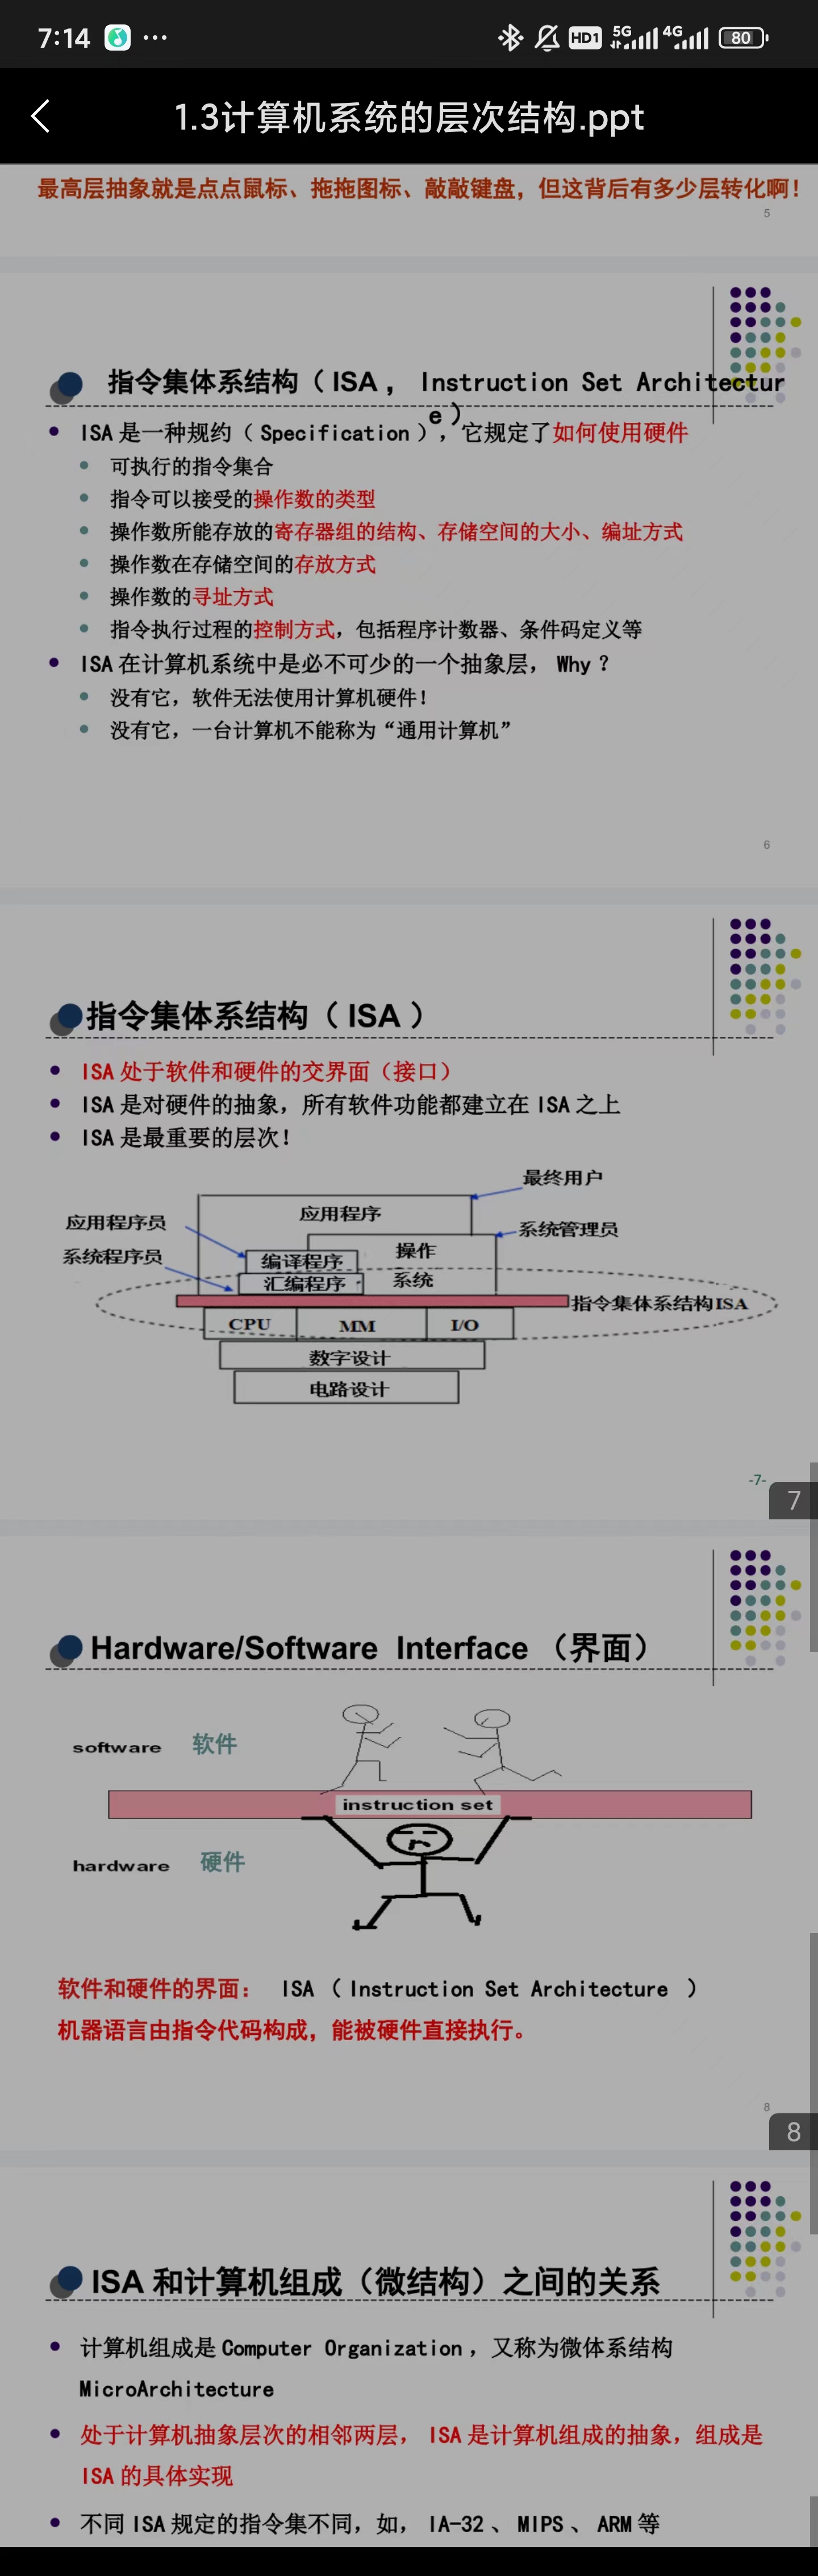 7:14 ... HD1 5G 4G 80
1.3计算机系统的层次结构.ppt
最高层抽象就是点点鼠标、拖拖图标、敲敲键盘，但这背后有多少层转化啊！
5
指令集体系结构（ ISA ， Instruction Set Architectur
e ）
ISA 是一种规约（ Specification ），它规定了如何使用硬件
可执行的指令集合
指令可以接受的操作数的类型
操作数所能存放的寄存器组的结构、存储空间的大小、编址方式
操作数在存储空间的存放方式
操作数的寻址方式
指令执行过程的控制方式，包括程序计数器、条件码定义等
ISA 在计算机系统中是必不可少的一个抽象层， Why ？
没有它，软件无法使用计算机硬件！
没有它，一台计算机不能称为“通用计算机”
6
指令集体系结构（ ISA ）
ISA 处于软件和硬件的交界面（接口）
ISA 是对硬件的抽象，所有软件功能都建立在 ISA 之上
ISA 是最重要的层次！
最终用户
应用程序
应用程序员
系统管理员
操作
系统程序员
编译程序
系统
汇编程序
指令集体系结构ISA
CPU MM I/O
数字设计
电路设计
-7-
7
Hardware/Software Interface （界面）
software 软件
instruction set
hardware 硬件
软件和硬件的界面： ISA （ Instruction Set Architecture ）
机器语言由指令代码构成，能被硬件直接执行。
8
8
ISA 和计算机组成（微结构）之间的关系
计算机组成是 Computer Organization ，又称为微体系结构
MicroArchitecture
处于计算机抽象层次的相邻两层， ISA 是计算机组成的抽象，组成是
ISA 的具体实现
不同 ISA 规定的指令集不同，如， IA-32 、 MIPS 、 ARM 等